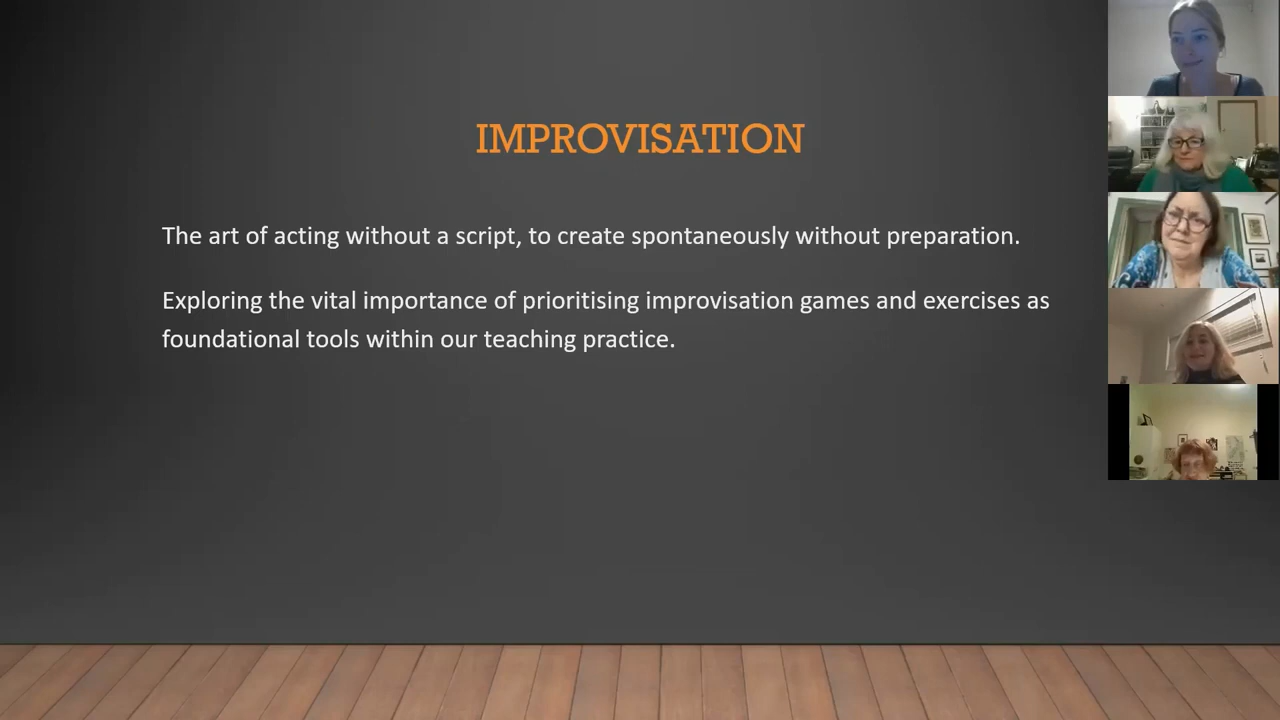 IMPROVISATION
The art of acting without a script, to create spontaneously without preparation.
Exploring the vital importance of prioritising improvisation games and exercises as
foundational tools within our teaching practice.